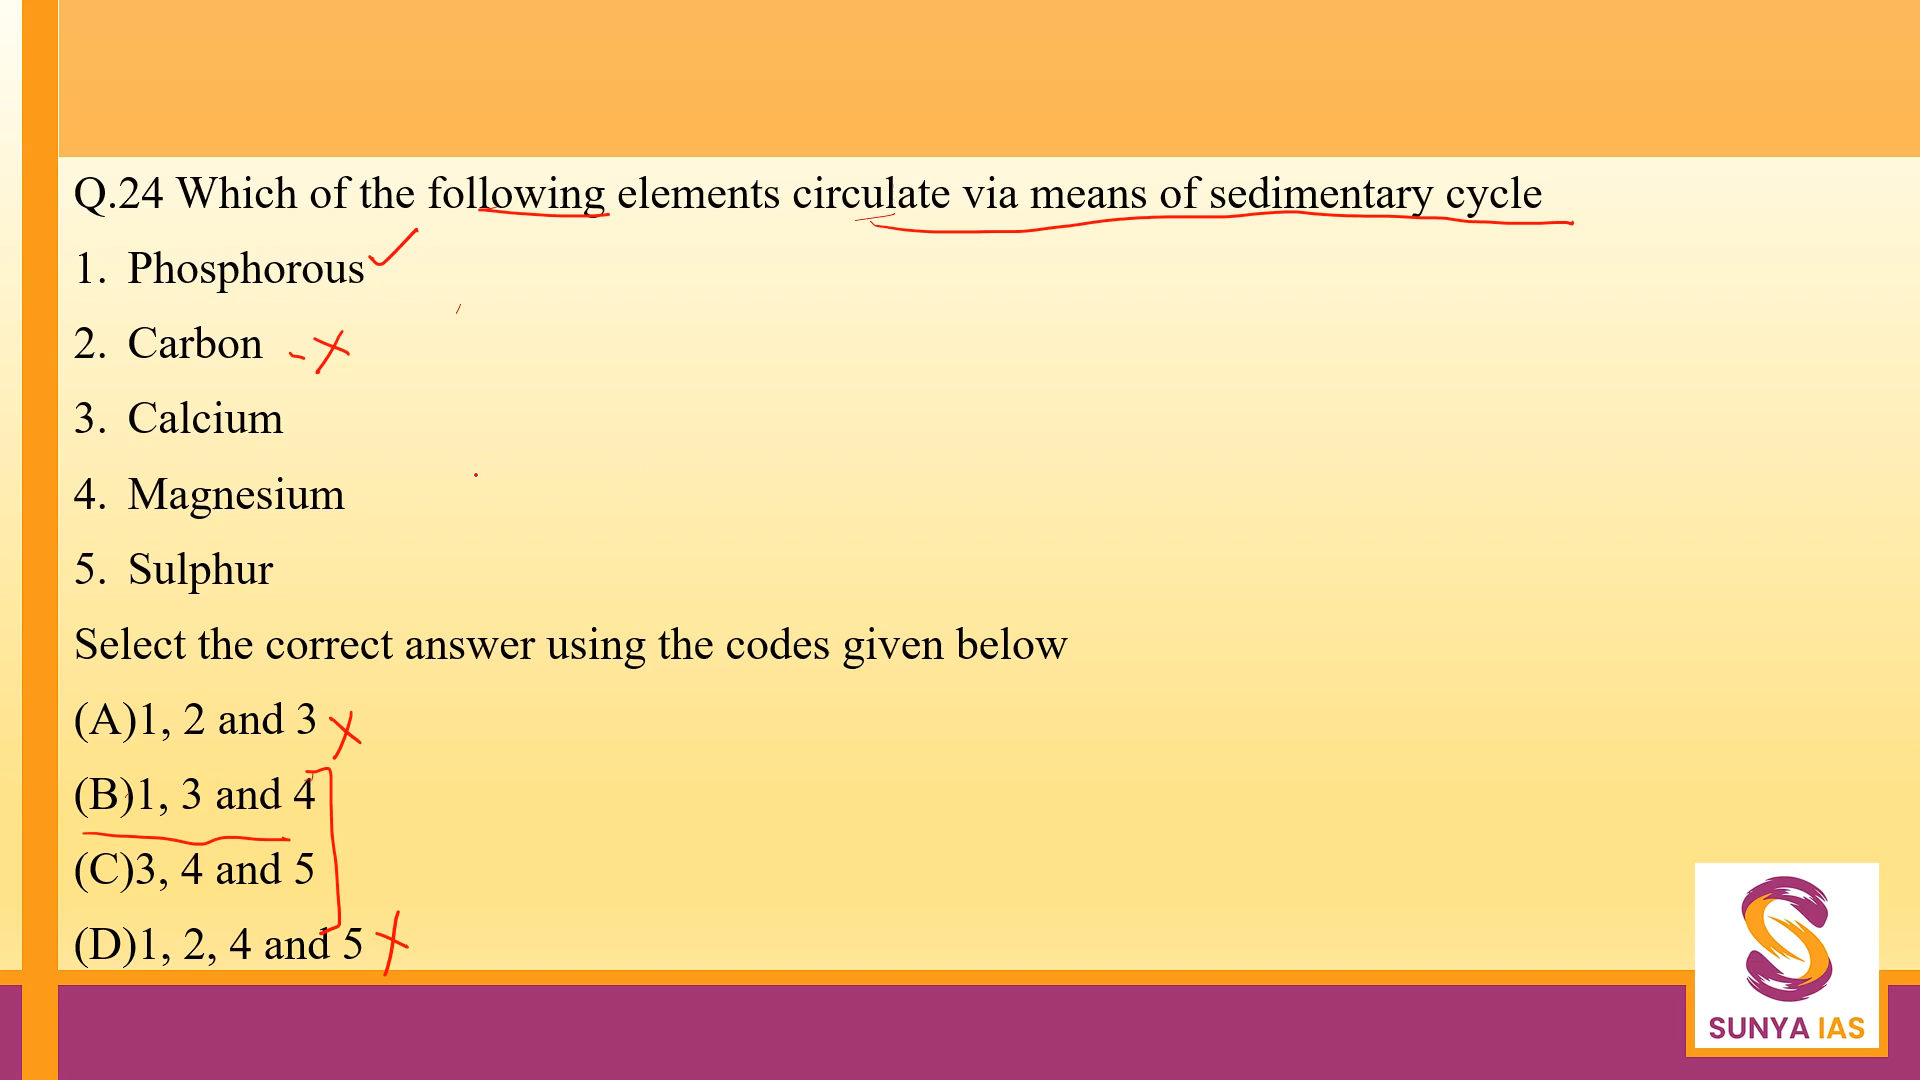 Q.24 Which of the following elements circulate via means of sedimentary cycle
1. Phosphorous
2. Carbon
3. Calcium
4. Magnesium
5. Sulphur
Select the correct answer using the codes given below
(A)1, 2 and 3
(B)1, 3 and 4
(C)3, 4 and 5
(D)1, 2, 4 and 5
SUNYA IAS